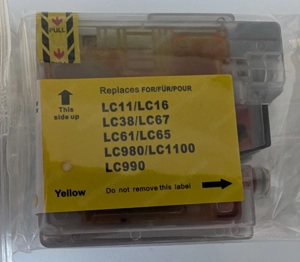 PULL
Replaces FOR/FÜR/POUR
This
side up
LC11/LC16
LC38/LC67
LC61/LC65
LC980/LC1100
LC990
Yellow
Do not remove this label